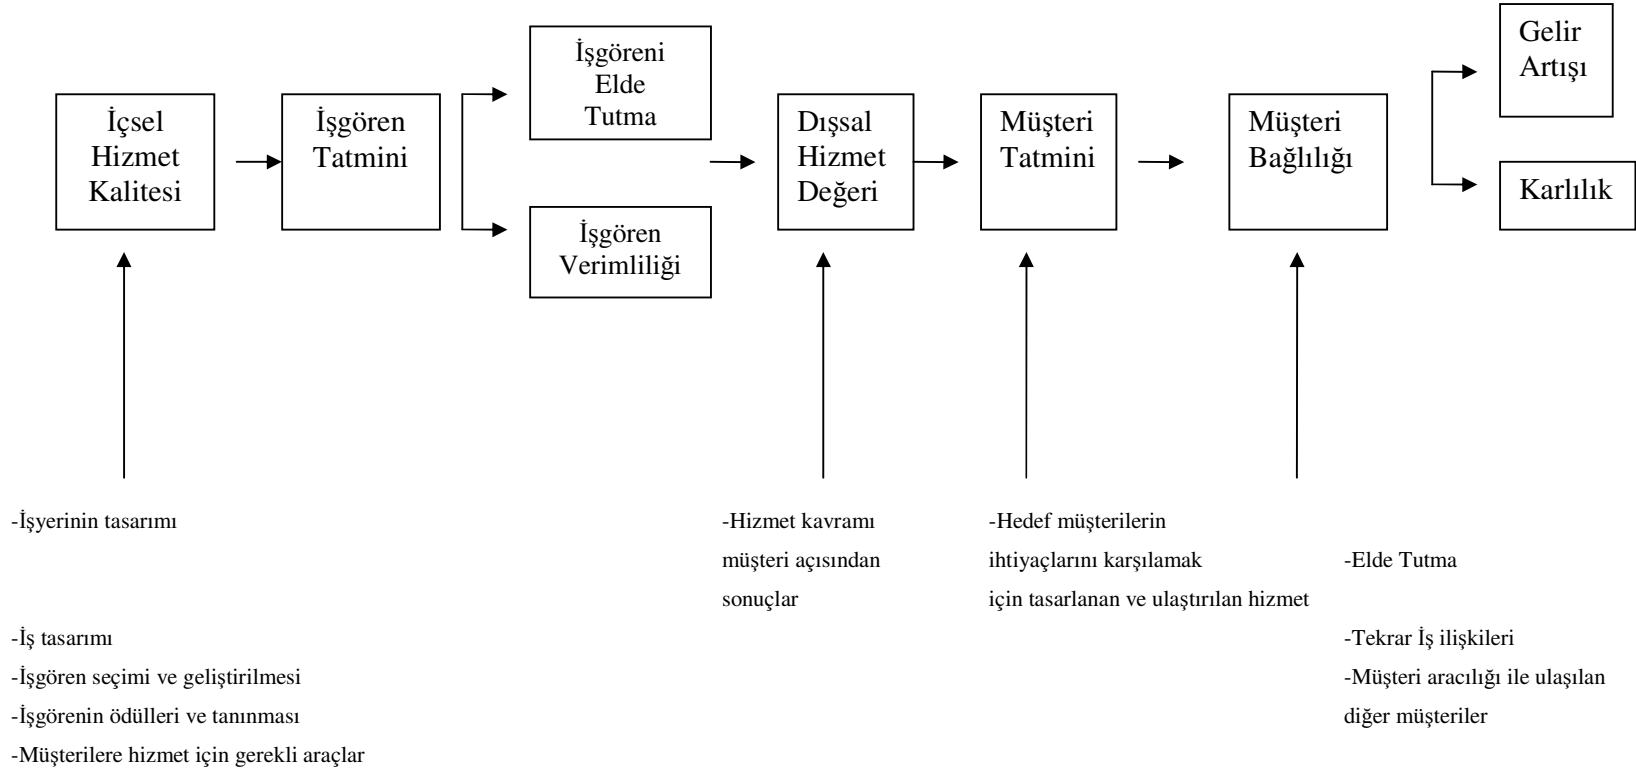 İçsel
Hizmet
Kalitesi
İşgören
Tatmini
İşgöreni
Elde
Tutma
İşgören
Verimliliği
Dışsal
Hizmet
Değeri
Müşteri
Tatmini
Müşteri
Bağlılığı
Gelir
Artışı
Karlılık
-İşyerinin tasarımı
-İş tasarımı
-İşgören seçimi ve geliştirilmesi
-İşgörenin ödülleri ve tanınması
-Müşterilere hizmet için gerekli araçlar
-Hizmet kavramı
müşteri açısından
sonuçlar
-Hedef müşterilerin
ihtiyaçlarını karşılamak
için tasarlanan ve ulaştırılan hizmet
-Elde Tutma
-Tekrar İş ilişkileri
-Müşteri aracılığı ile ulaşılan
diğer müşteriler